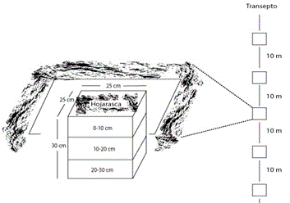 Transepto
10 m
10 m
10 m
10 m
25 cm
25 cm
Hojarasca
30 cm
0-10 cm
10-20 cm
20-30 cm